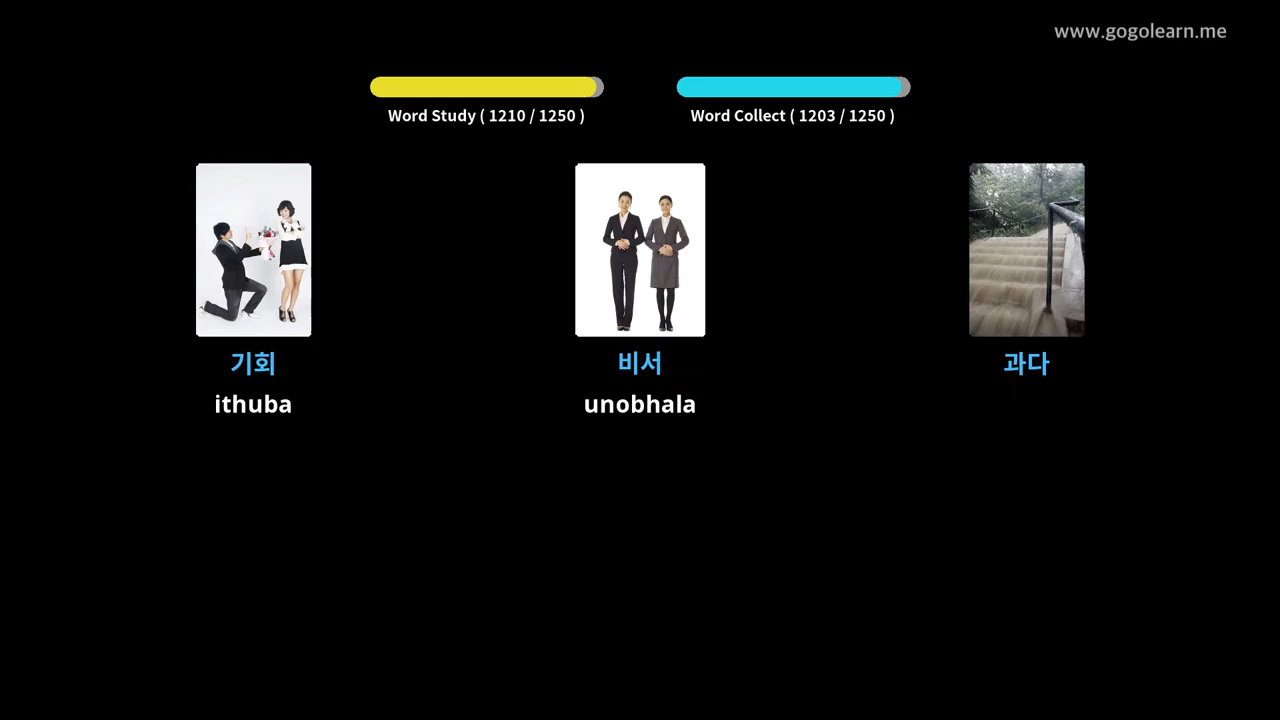 www.gogolearn.me
Word Study ( 1210 / 1250 )
Word Collect ( 1203 / 1250 )
기회
비서
과다
ithuba
unobhala